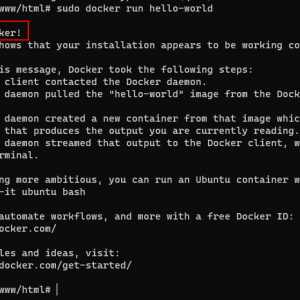 www/html# sudo docker run hello-world
ker!
hows that your installation appears to be working co
is message, Docker took the following steps:
client contacted the Docker daemon.
daemon pulled the "hello-world" image from the Dock
daemon created a new container from that image whic
that produces the output you are currently reading.
daemon streamed that output to the Docker client, w
rminal.
ng more ambitious, you can run an Ubuntu container w
-it ubuntu bash
automate workflows, and more with a free Docker ID:
ocker.com/
les and ideas, visit:
docker.com/get-started/
www/html#